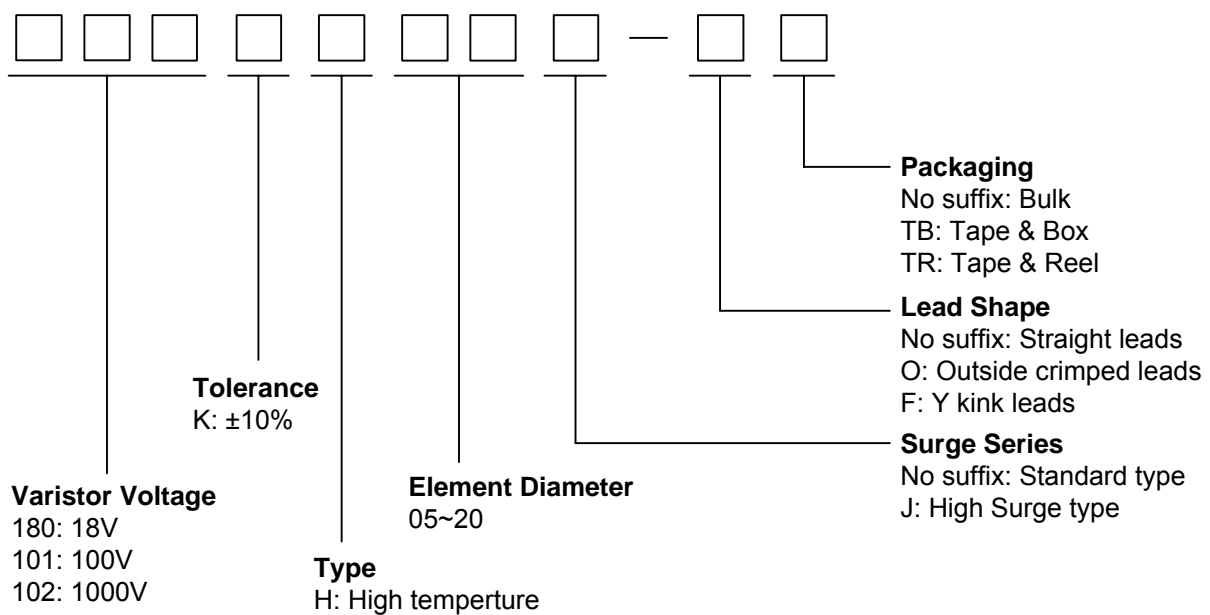 Packaging
No suffix: Bulk
TB: Tape & Box
TR: Tape & Reel
Lead Shape
No suffix: Straight leads
O: Outside crimped leads
F: Y kink leads
Surge Series
No suffix: Standard type
J: High Surge type
Tolerance
K: ±10%
Element Diameter
05~20
Varistor Voltage
180: 18V
101: 100V
102: 1000V
Type
H: High temperture